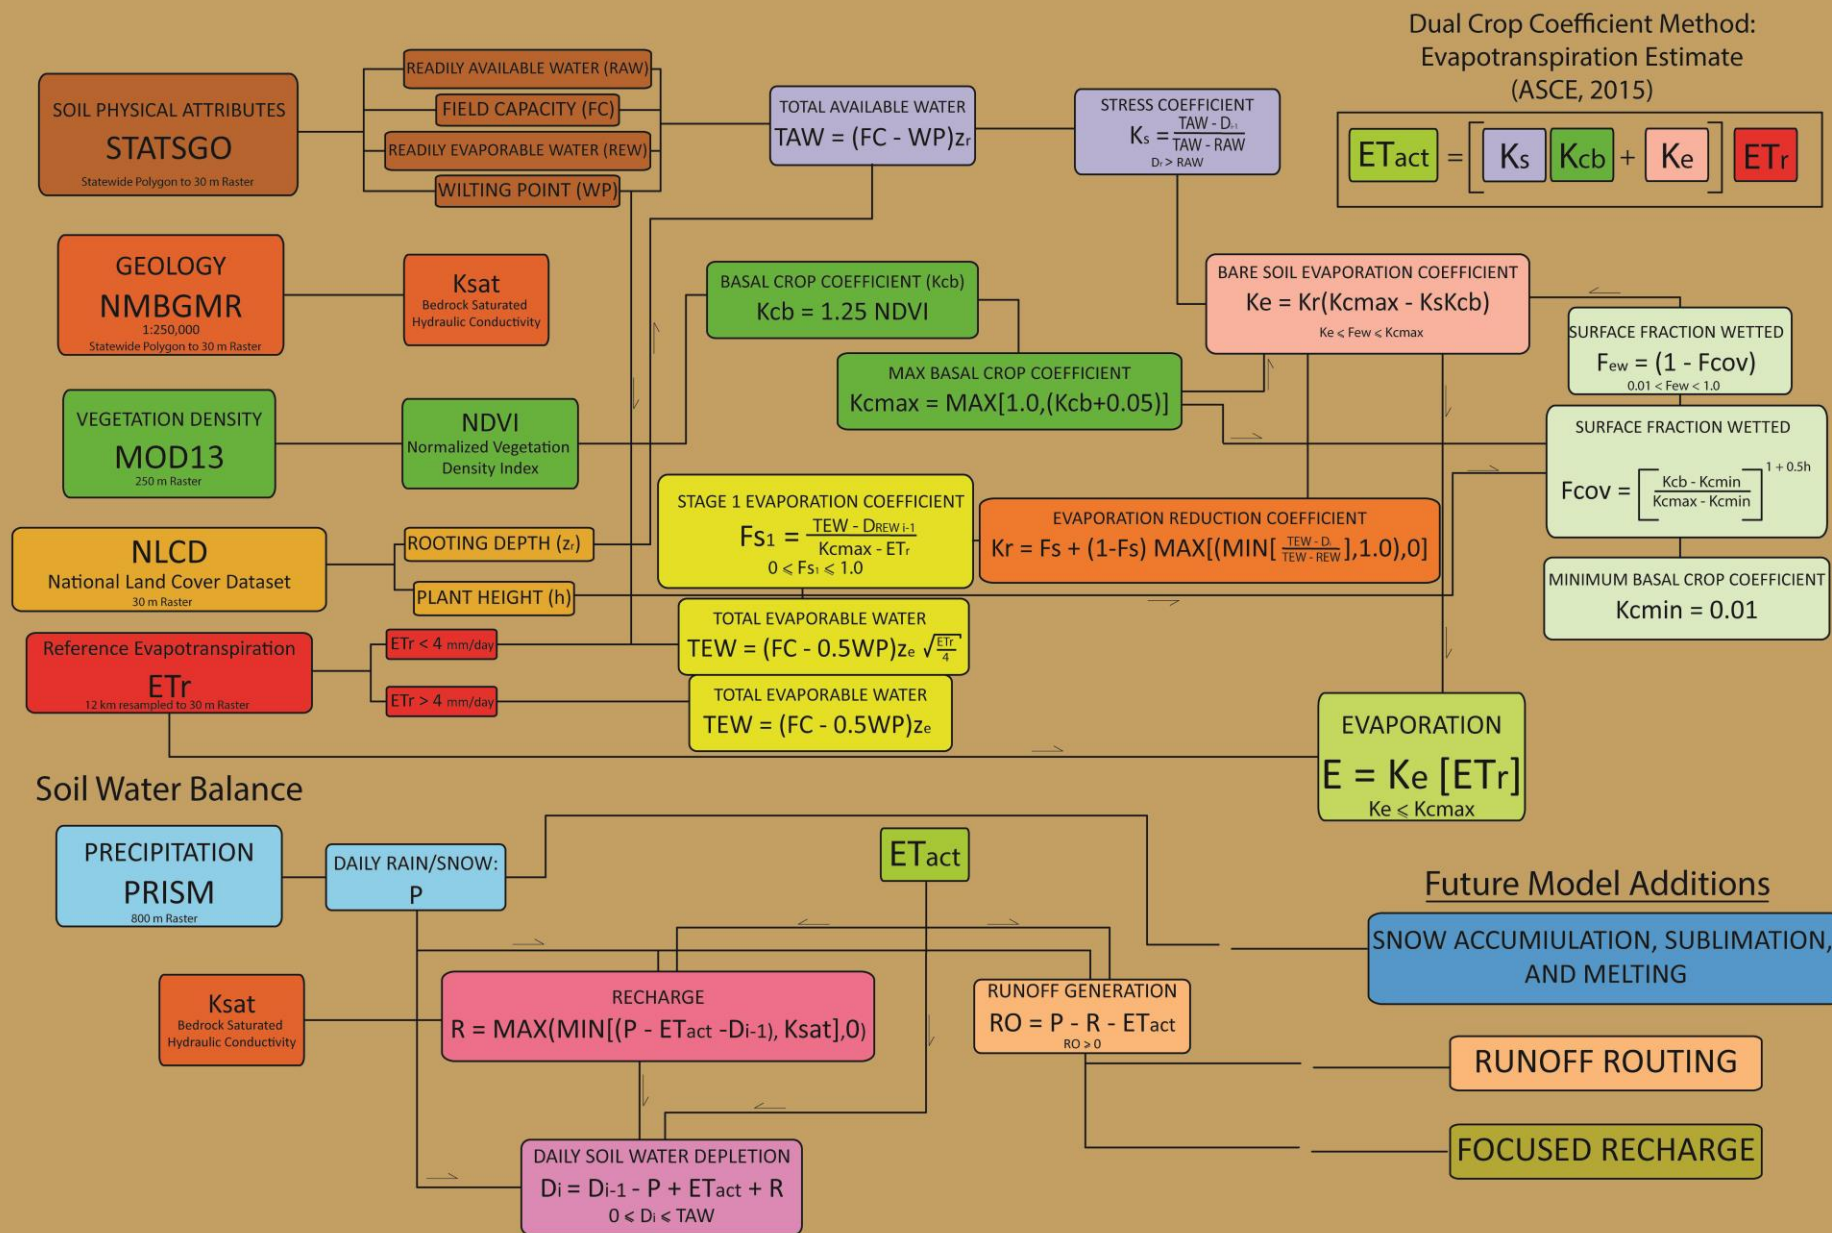 Dual Crop Coefficient Method:
Evapotranspiration Estimate
(ASCE, 2015)
ETact = [ Ks Kcb + Ke ] ETr
SOIL PHYSICAL ATTRIBUTES
STATSGO
Statewide Polygon to 30 m Raster
READILY AVAILABLE WATER (RAW)
FIELD CAPACITY (FC)
READILY EVAPORABLE WATER (REW)
WILTING POINT (WP)
TOTAL AVAILABLE WATER
TAW = (FC - WP)zr
STRESS COEFFICIENT
Ks = TAW - Di-1
TAW - RAW
Dr > RAW
GEOLOGY
NMBGMR
1:250,000
Statewide Polygon to 30 m Raster
Ksat
Bedrock Saturated
Hydraulic Conductivity
BASAL CROP COEFFICIENT (Kcb)
Kcb = 1.25 NDVI
BARE SOIL EVAPORATION COEFFICIENT
Ke = Kr(Kcmax - KsKcb)
Ke ⩽ Few ⩽ Kcmax
SURFACE FRACTION WETTED
Few = (1 - Fcov)
0.01 < Few < 1.0
MAX BASAL CROP COEFFICIENT
Kcmax = MAX[1.0,(Kcb+0.05)]
VEGETATION DENSITY
MOD13
250 m Raster
NDVI
Normalized Vegetation
Density Index
SURFACE FRACTION WETTED
Fcov = [ Kcb - Kcmin
Kcmax - Kcmin ] 1 + 0.5h
STAGE 1 EVAPORATION COEFFICIENT
Fs1 = TEW - DREW i-1
Kcmax - ETr
0 ⩽ Fs1 ⩽ 1.0
EVAPORATION REDUCTION COEFFICIENT
Kr = Fs + (1-Fs) MAX[(MIN[ TEW - Di
TEW - REW ],1.0),0]
NLCD
National Land Cover Dataset
30 m Raster
ROOTING DEPTH (zr)
PLANT HEIGHT (h)
MINIMUM BASAL CROP COEFFICIENT
Kcmin = 0.01
Reference Evapotranspiration
ETr
12 km resampled to 30 m Raster
ETr < 4 mm/day
ETr > 4 mm/day
TOTAL EVAPORABLE WATER
TEW = (FC - 0.5WP)ze √ETr
4
TOTAL EVAPORABLE WATER
TEW = (FC - 0.5WP)ze
EVAPORATION
E = Ke [ETr]
Ke ⩽ Kcmax
Soil Water Balance
PRECIPITATION
PRISM
800 m Raster
DAILY RAIN/SNOW:
P
ETact
Future Model Additions
SNOW ACCUMIULATION, SUBLIMATION,
AND MELTING
Ksat
Bedrock Saturated
Hydraulic Conductivity
RECHARGE
R = MAX(MIN[(P - ETact -Di-1), Ksat],0)
RUNOFF GENERATION
RO = P - R - ETact
RO ⩾ 0
RUNOFF ROUTING
FOCUSED RECHARGE
DAILY SOIL WATER DEPLETION
Di = Di-1 - P + ETact + R
0 ⩽ Di ⩽ TAW